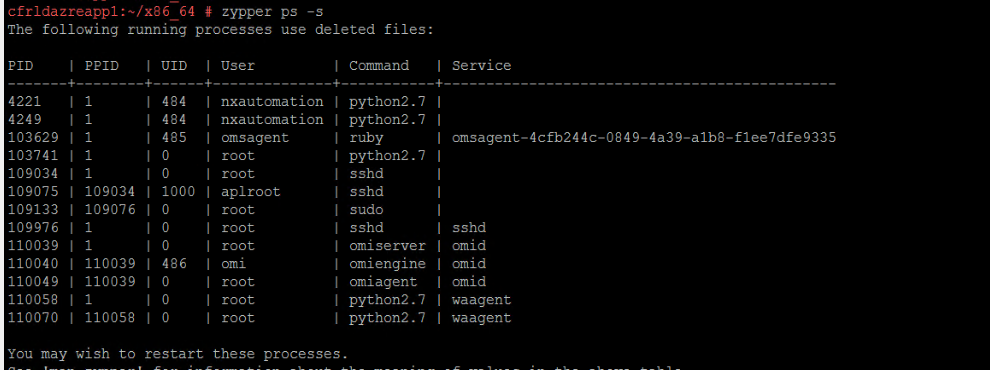 cfrldazreapp1:~/x86_64 # zypper ps -s
The following running processes use deleted files:
PID | PPID | UID | User | Command | Service
-------+--------+------+--------------+------------+-----------------------------------------------
4221 | 1 | 484 | nxautomation | python2.7 |
4249 | 1 | 484 | nxautomation | python2.7 |
103629 | 1 | 485 | omsagent | ruby | omsagent-4cfb244c-0849-4a39-a1b8-f1ee7dfe9335
103741 | 1 | 0 | root | python2.7 |
109034 | 1 | 0 | root | sshd |
109075 | 109034 | 1000 | aplroot | sshd |
109133 | 109076 | 0 | root | sudo |
109976 | 1 | 0 | root | sshd | sshd
110039 | 1 | 0 | root | omiserver | omid
110040 | 110039 | 486 | omi | omiengine | omid
110049 | 110039 | 0 | root | omiagent | omid
110058 | 1 | 0 | root | python2.7 | waagent
110070 | 110058 | 0 | root | python2.7 | waagent
You may wish to restart these processes.
See 'man zypper' for information about the meaning of values in the above table.